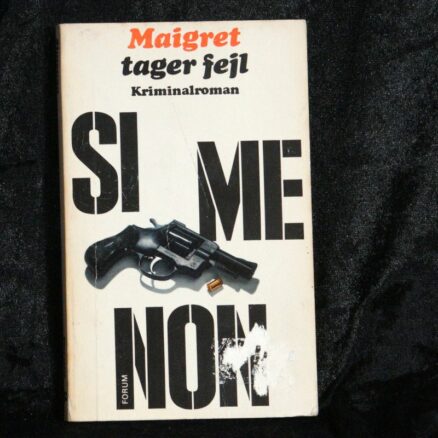 Maigret
tager fejl
Kriminalroman
SI
ME
NON
FORUM